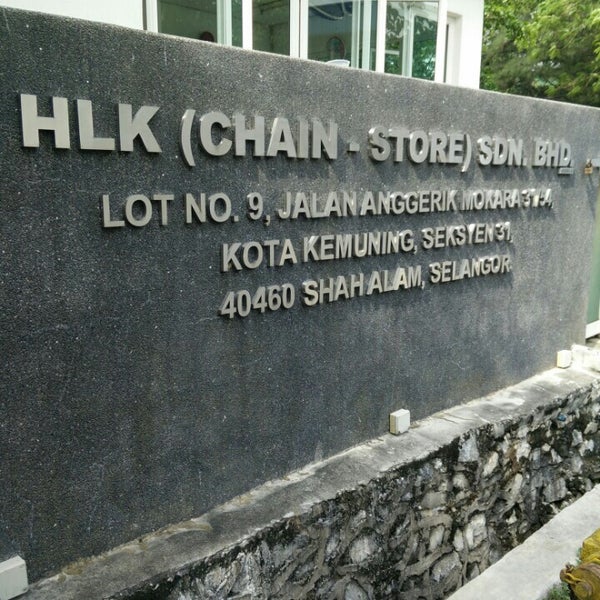 HLK (CHAIN - STORE) SDN. BHD.
LOT NO. 9, JALAN ANGGERIK MOKARA 31/4,
KOTA KEMUNING, SEKSYEN 31,
40460 SHAH ALAM, SELANGOR.